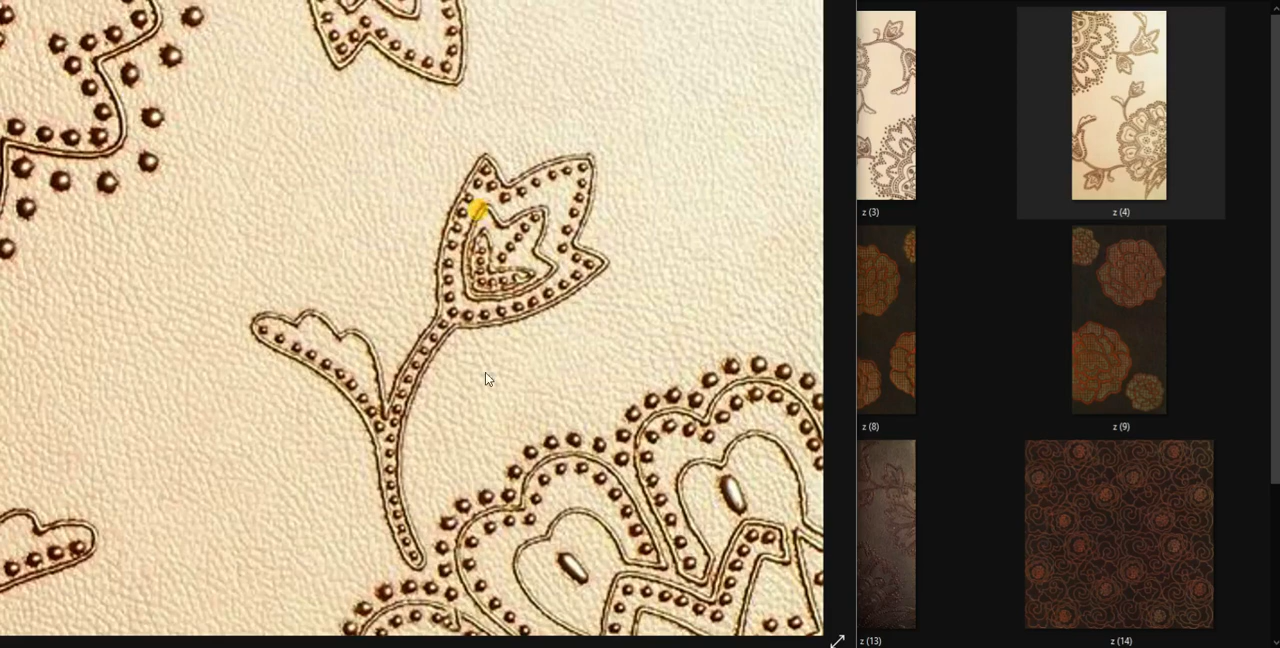 z (3)
z (4)
z (8)
z (9)
z (13)
z (14)